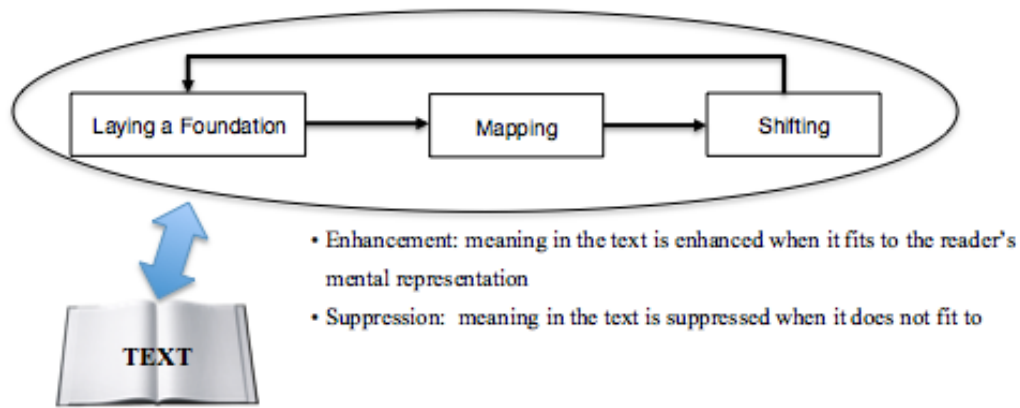 Laying a Foundation
Mapping
Shifting
• Enhancement: meaning in the text is enhanced when it fits to the reader's
mental representation
• Suppression: meaning in the text is suppressed when it does not fit to
TEXT